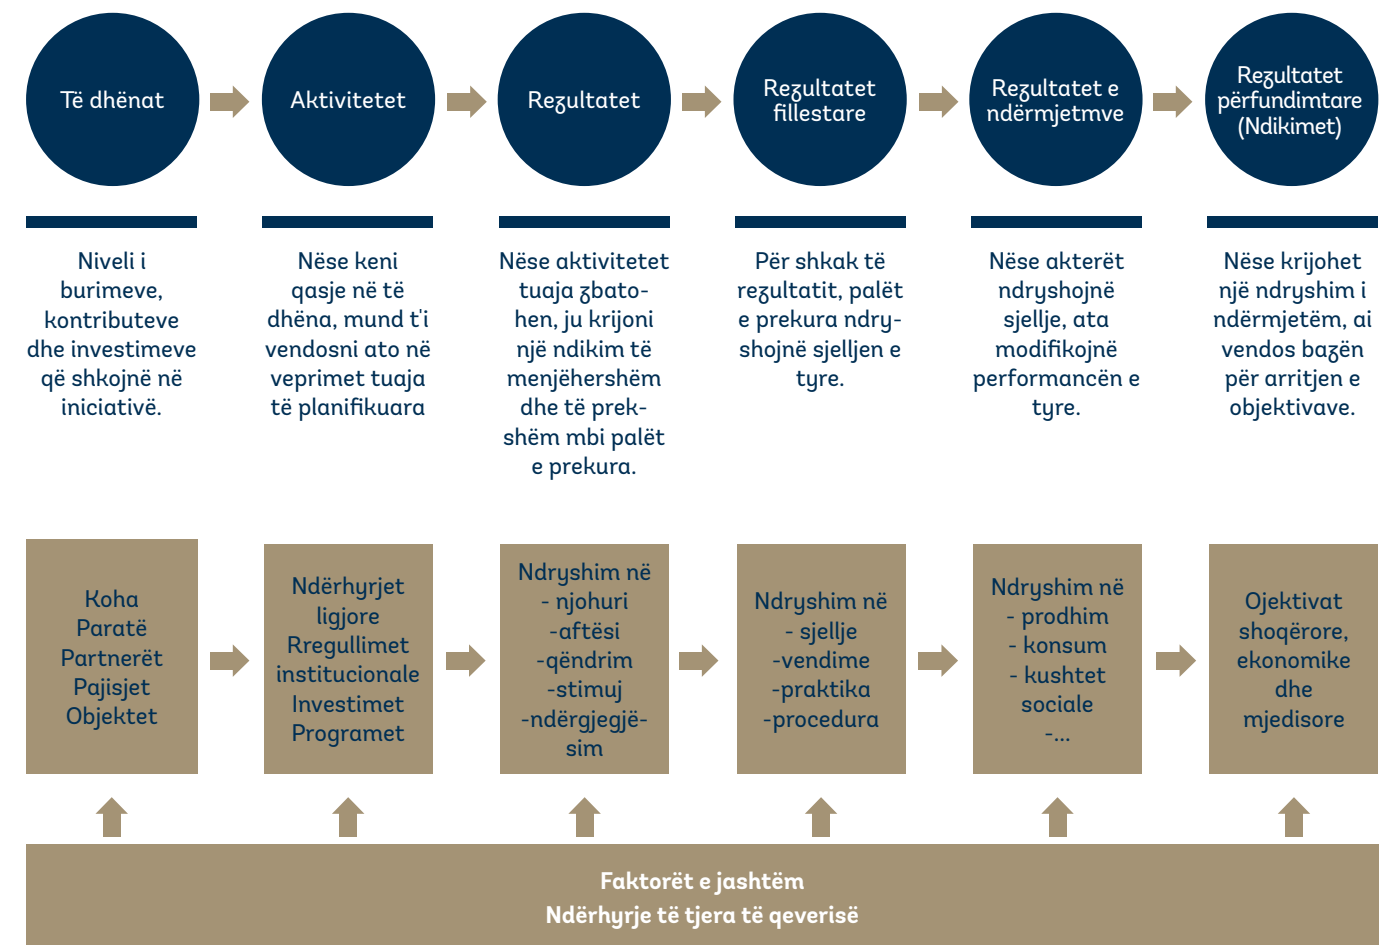 Të dhënat
Aktivitetet
Rezultatet
Rezultatet
fillestare
Rezultatet e
ndërmjetmve
Rezultatet
përfundimtare
(Ndikimet)
Niveli i
burimeve,
kontributeve
dhe investimeve
që shkojnë në
iniciativë.
Nëse keni
qasje në të
dhëna, mund t'i
vendosni ato në
veprimet tuaja
të planifikuara
Nëse aktivitetet
tuaja zbato-
hen, ju krijoni
një ndikim të
menjëhershëm
dhe të prek-
shëm mbi palët
e prekura.
Për shkak të
rezultatit, palët
e prekura ndry-
shojnë sjelljen e
tyre.
Nëse akterët
ndryshojnë
sjellje, ata
modifikojnë
performancën e
tyre.
Nëse krijohet
një ndryshim i
ndërmjetëm, ai
vendos bazën
për arritjen e
objektivave.
Koha
Paratë
Partnerët
Pajisjet
Objektet
Ndërhyrjet
ligjore
Rregullimet
institucionale
Investimet
Programet
Ndryshim në
- njohuri
-aftësi
-qëndrim
-stimuj
-ndërgjegjë-
sim
Ndryshim në
- sjellje
-vendime
-praktika
-procedura
Ndryshim në
- prodhim
- konsum
- kushtet
sociale
-...
Ojektivat
shoqërore,
ekonomike
dhe
mjedisore
Faktorët e jashtëm
Ndërhyrje të tjera të qeverisë